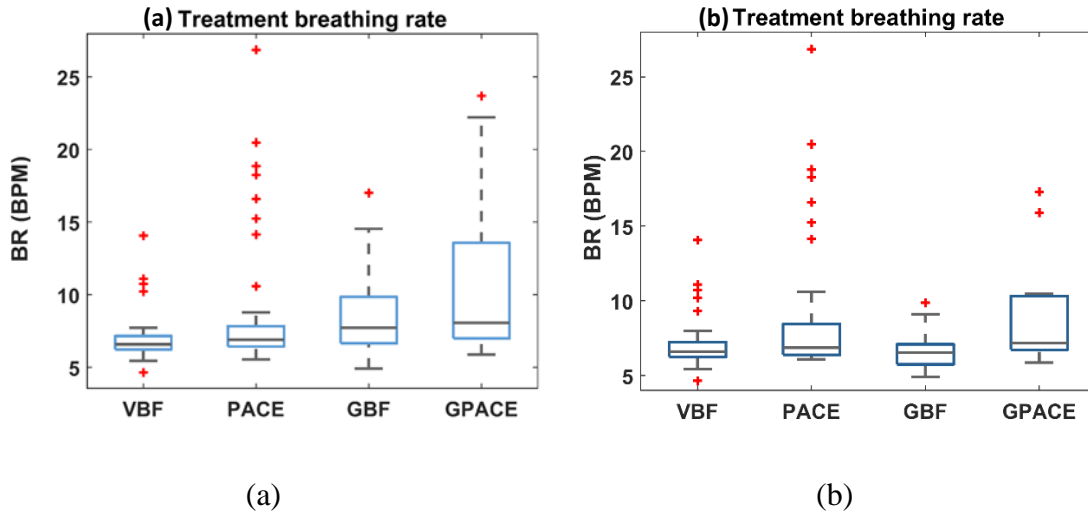 (a) Treatment breathing rate
25
20
15
10
5
BR (BPM)
VBF PACE GBF GPACE
(b) Treatment breathing rate
25
20
15
10
5
BR (BPM)
VBF PACE GBF GPACE
(a) (b)